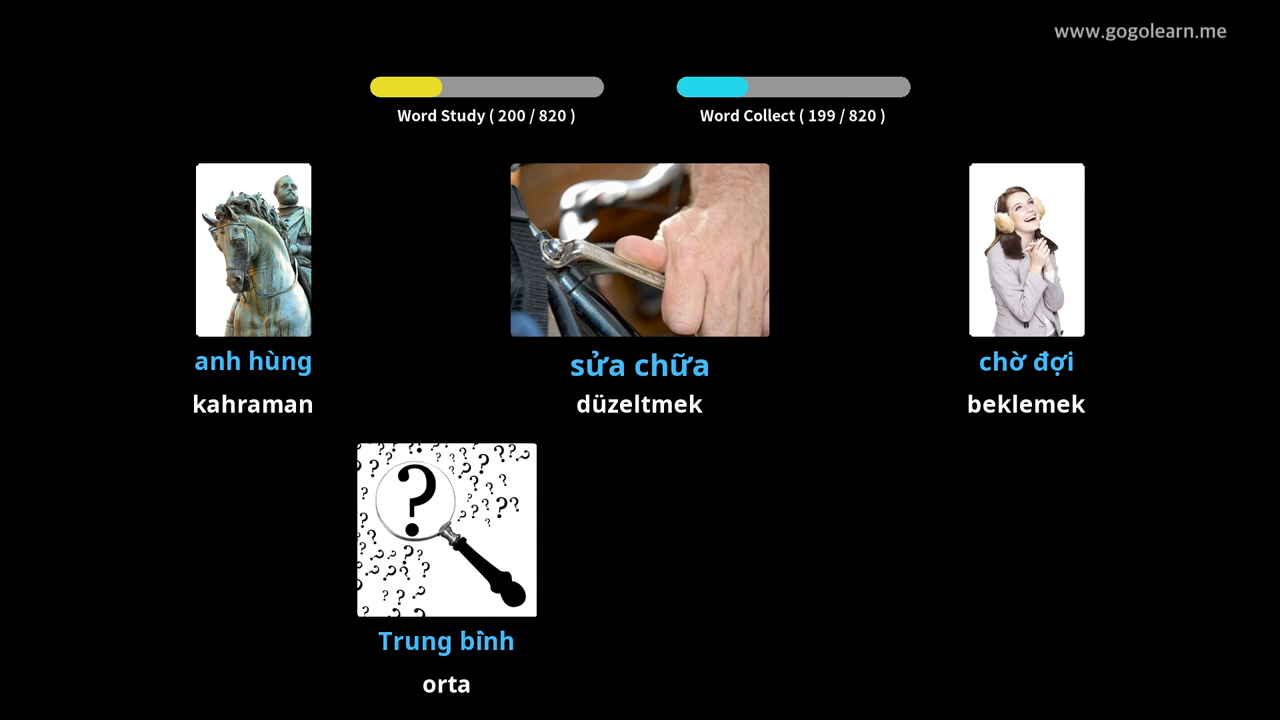 www.gogolearn.me
Word Study ( 200 / 820 )
Word Collect ( 199 / 820 )
anh hùng
kahraman
sửa chữa
düzeltmek
chờ đợi
beklemek
Trung bình
orta